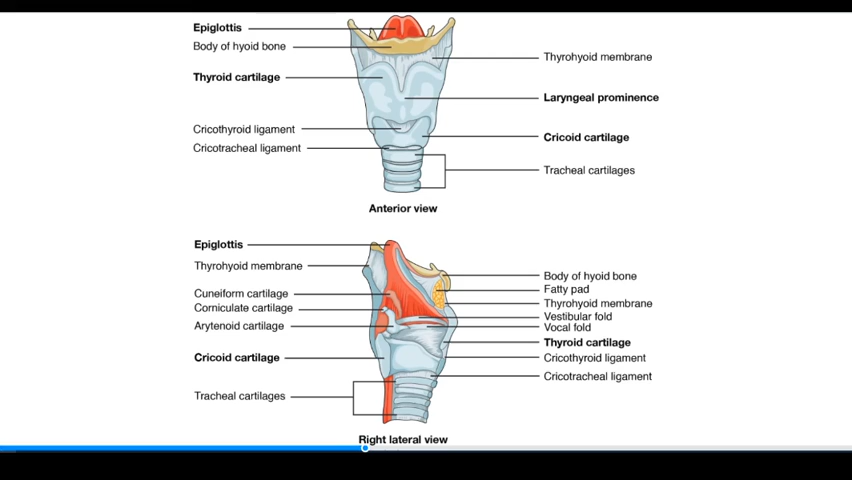 Epiglottis
Body of hyoid bone
Thyrohyoid membrane
Thyroid cartilage
Laryngeal prominence
Cricothyroid ligament
Cricoid cartilage
Cricotracheal ligament
Tracheal cartilages
Anterior view
Epiglottis
Thyrohyoid membrane
Body of hyoid bone
Fatty pad
Cuneiform cartilage
Thyrohyoid membrane
Corniculate cartilage
Vestibular fold
Arytenoid cartilage
Vocal fold
Thyroid cartilage
Cricoid cartilage
Cricothyroid ligament
Cricotracheal ligament
Tracheal cartilages
Right lateral view